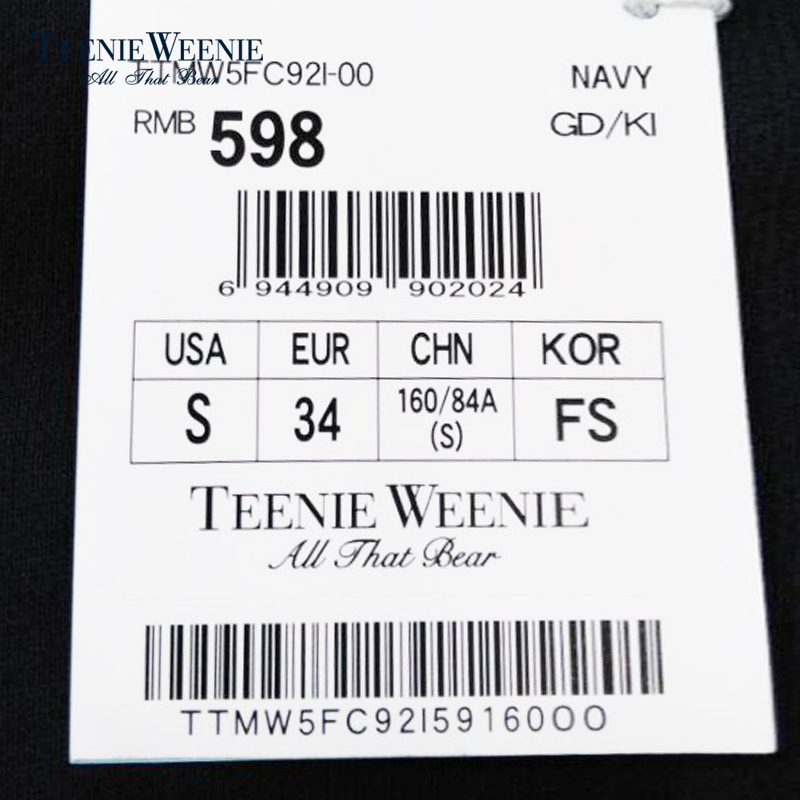 TEENIE WEENIE
All That Bear
TTMW5FC92I-00 NAVY
RMB 598 GD/KI
6 944909 902024
USA EUR CHN KOR
S 34 160/84A (S) FS
TEENIE WEENIE
All That Bear
TTMW5FC92I5916000